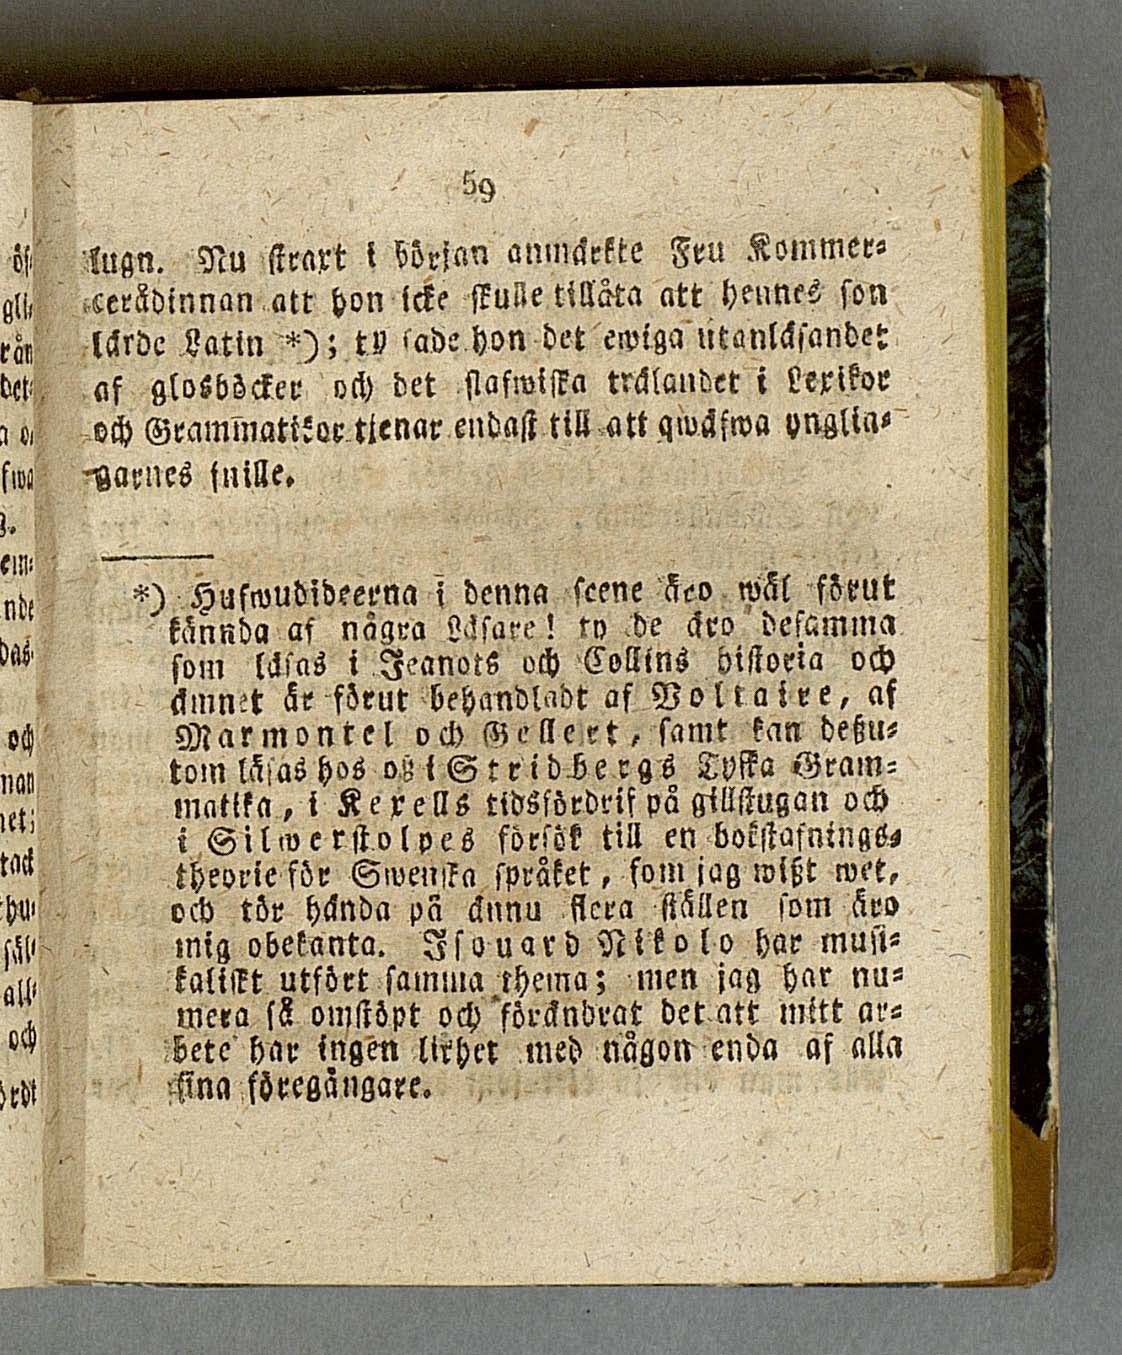 59
lugn. Nu strart i början anmärkte Fru Kommer-
cerådinnan att hon icke skulle tillåta att hennes son
lärde Latin *); ty sade hon det ewiga utanläsandet
af glosböcker och det slafwiska trälandet i Lexikor
och Grammatikor tjenar endast till att qwäfwa ynglin-
garnes snille.
*) Hufwudideerna i denna scene äro wäl förut
kännda af några Läsare! ty de äro desamma
som läsas i Jeanots och Collins historia och
ämnet är förut behandladt af Voltaire, af
Marmontel och Gellert, samt kan deßu-
tom läsas hos oß i Stridbergs Tyska Gram-
matika, i Kexells tidsfördrif på gillstugan och
i Silwerstolpes försök till en bokstafnings-
theorie för Swenska språket, som jag wißt wet,
och tör hända på ännu flera ställen som äro
mig obekanta. Isouard Nikolo har musi-
kaliskt utfört samma thema; men jag har nu-
mera så omstöpt och förändrat det att mitt ar-
bete har ingen likhet med någon enda af alla
sina föregångare.